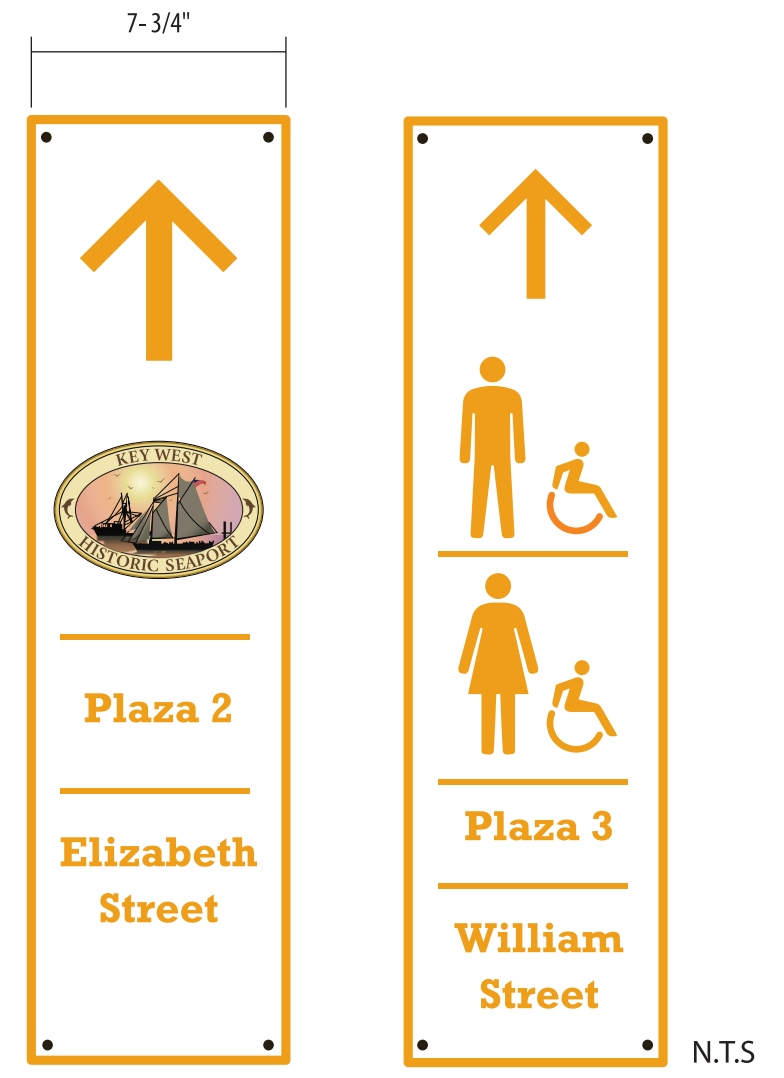 7-3/4"
KEY WEST
HISTORIC SEAPORT
Plaza 2
Elizabeth
Street
Plaza 3
William
Street
N.T.S